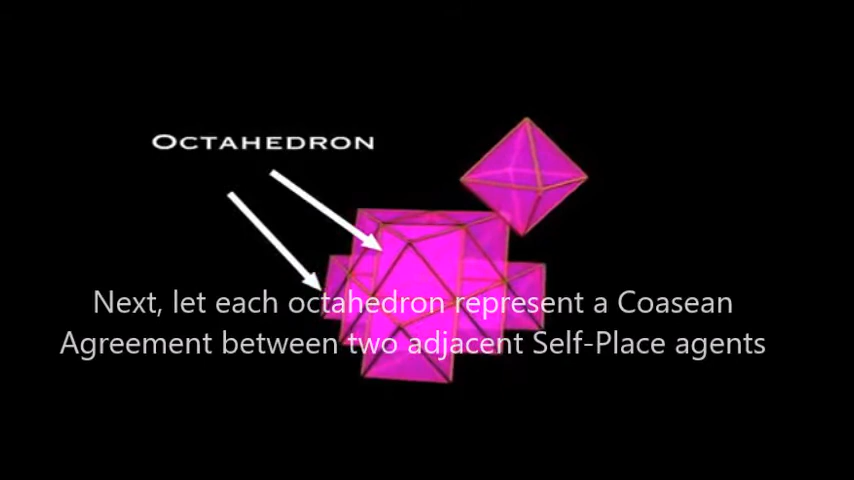 OCTAHEDRON
Next, let each octahedron represent a Coasean
Agreement between two adjacent Self-Place agents